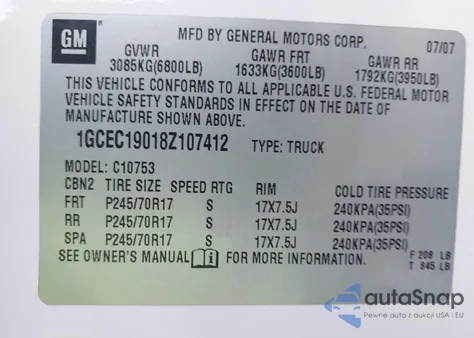 GM
MFD BY GENERAL MOTORS CORP. 07/07
GVWR GAWR FRT GAWR RR
3085KG(6800LB) 1633KG(3600LB) 1792KG(3950LB)
THIS VEHICLE CONFORMS TO ALL APPLICABLE U.S. FEDERAL MOTOR
VEHICLE SAFETY STANDARDS IN EFFECT ON THE DATE OF
MANUFACTURE SHOWN ABOVE.
1GCEC19018Z107412 TYPE: TRUCK
MODEL: C10753
CBN2 TIRE SIZE SPEED RTG RIM COLD TIRE PRESSURE
FRT P245/70R17 S 17X7.5J 240KPA(35PSI)
RR P245/70R17 S 17X7.5J 240KPA(35PSI)
SPA P245/70R17 S 17X7.5J 240KPA(35PSI)
SEE OWNER'S MANUAL i FOR MORE INFORMATION. F 208 LB
T 845 LB
autoSnap
Pewne auta z aukcji USA i EU